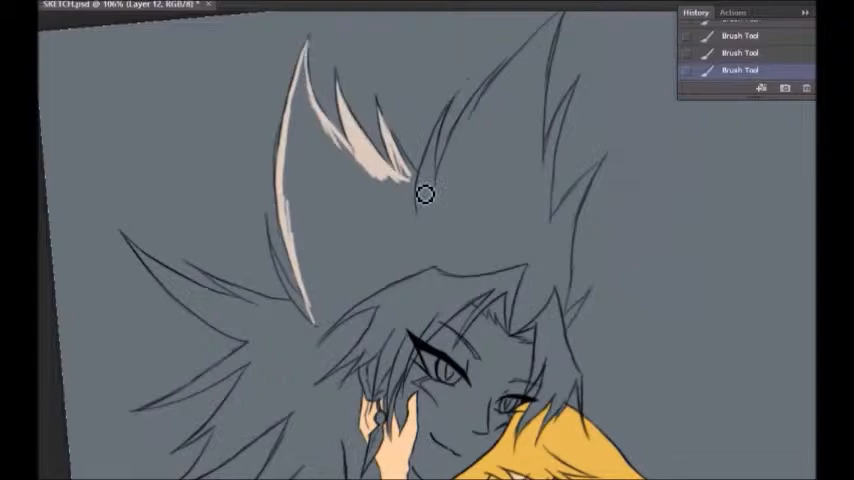 SKETCH.psd @ 106% (Layer 12, RGB/8) *
History
Actions
Brush Tool
Brush Tool
Brush Tool